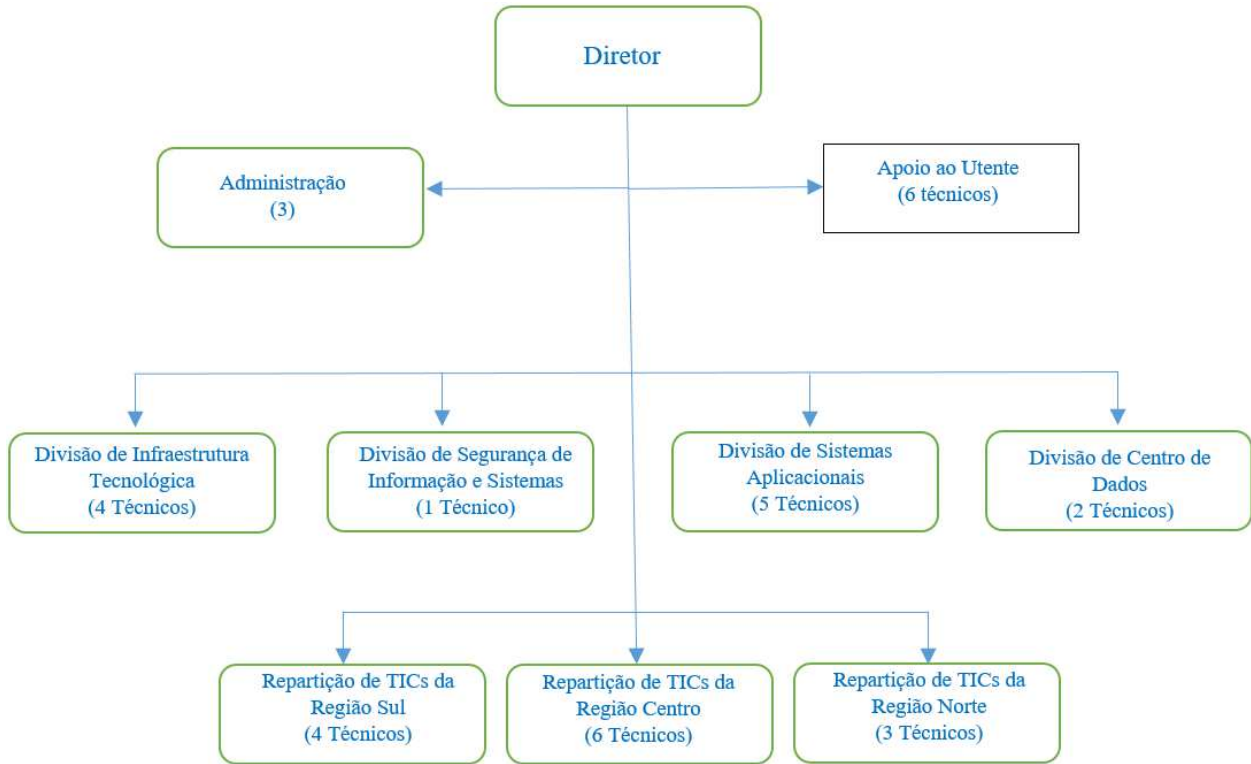 Diretor
Administração
(3)
Apoio ao Utente
(6 técnicos)
Divisão de Infraestrutura
Tecnológica
(4 Técnicos)
Divisão de Segurança de
Informação e Sistemas
(1 Técnico)
Divisão de Sistemas
Aplicacionais
(5 Técnicos)
Divisão de Centro de
Dados
(2 Técnicos)
Repartição de TICs da
Região Sul
(4 Técnicos)
Repartição de TICs da
Região Centro
(6 Técnicos)
Repartição de TICs da
Região Norte
(3 Técnicos)